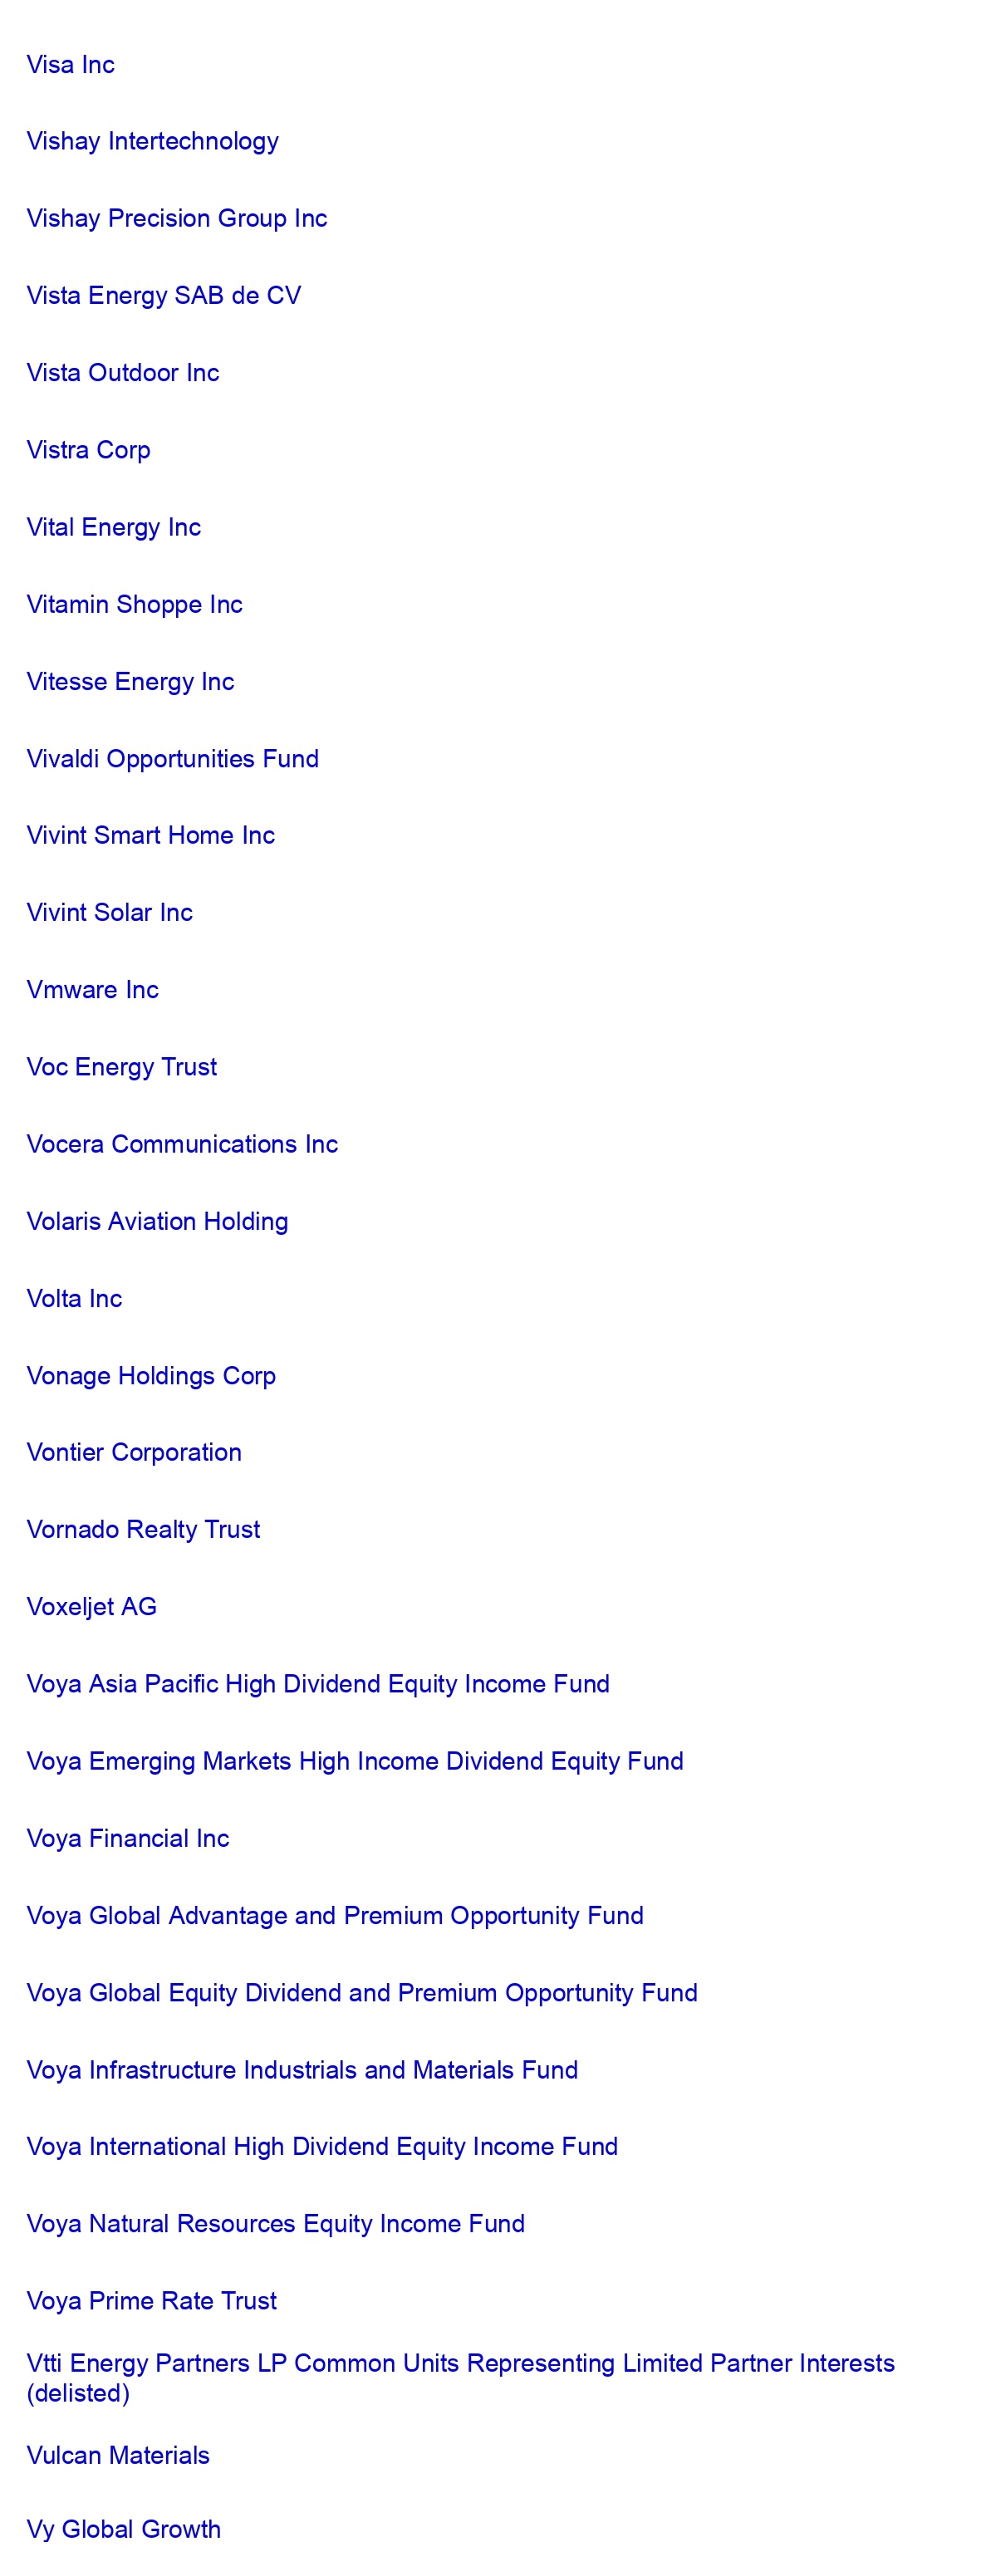 Visa Inc
Vishay Intertechnology
Vishay Precision Group Inc
Vista Energy SAB de CV
Vista Outdoor Inc
Vistra Corp
Vital Energy Inc
Vitamin Shoppe Inc
Vitesse Energy Inc
Vivaldi Opportunities Fund
Vivint Smart Home Inc
Vivint Solar Inc
Vmware Inc
Voc Energy Trust
Vocera Communications Inc
Volaris Aviation Holding
Volta Inc
Vonage Holdings Corp
Vontier Corporation
Vornado Realty Trust
Voxeljet AG
Voya Asia Pacific High Dividend Equity Income Fund
Voya Emerging Markets High Income Dividend Equity Fund
Voya Financial Inc
Voya Global Advantage and Premium Opportunity Fund
Voya Global Equity Dividend and Premium Opportunity Fund
Voya Infrastructure Industrials and Materials Fund
Voya International High Dividend Equity Income Fund
Voya Natural Resources Equity Income Fund
Voya Prime Rate Trust
Vtti Energy Partners LP Common Units Representing Limited Partner Interests
(delisted)
Vulcan Materials
Vy Global Growth